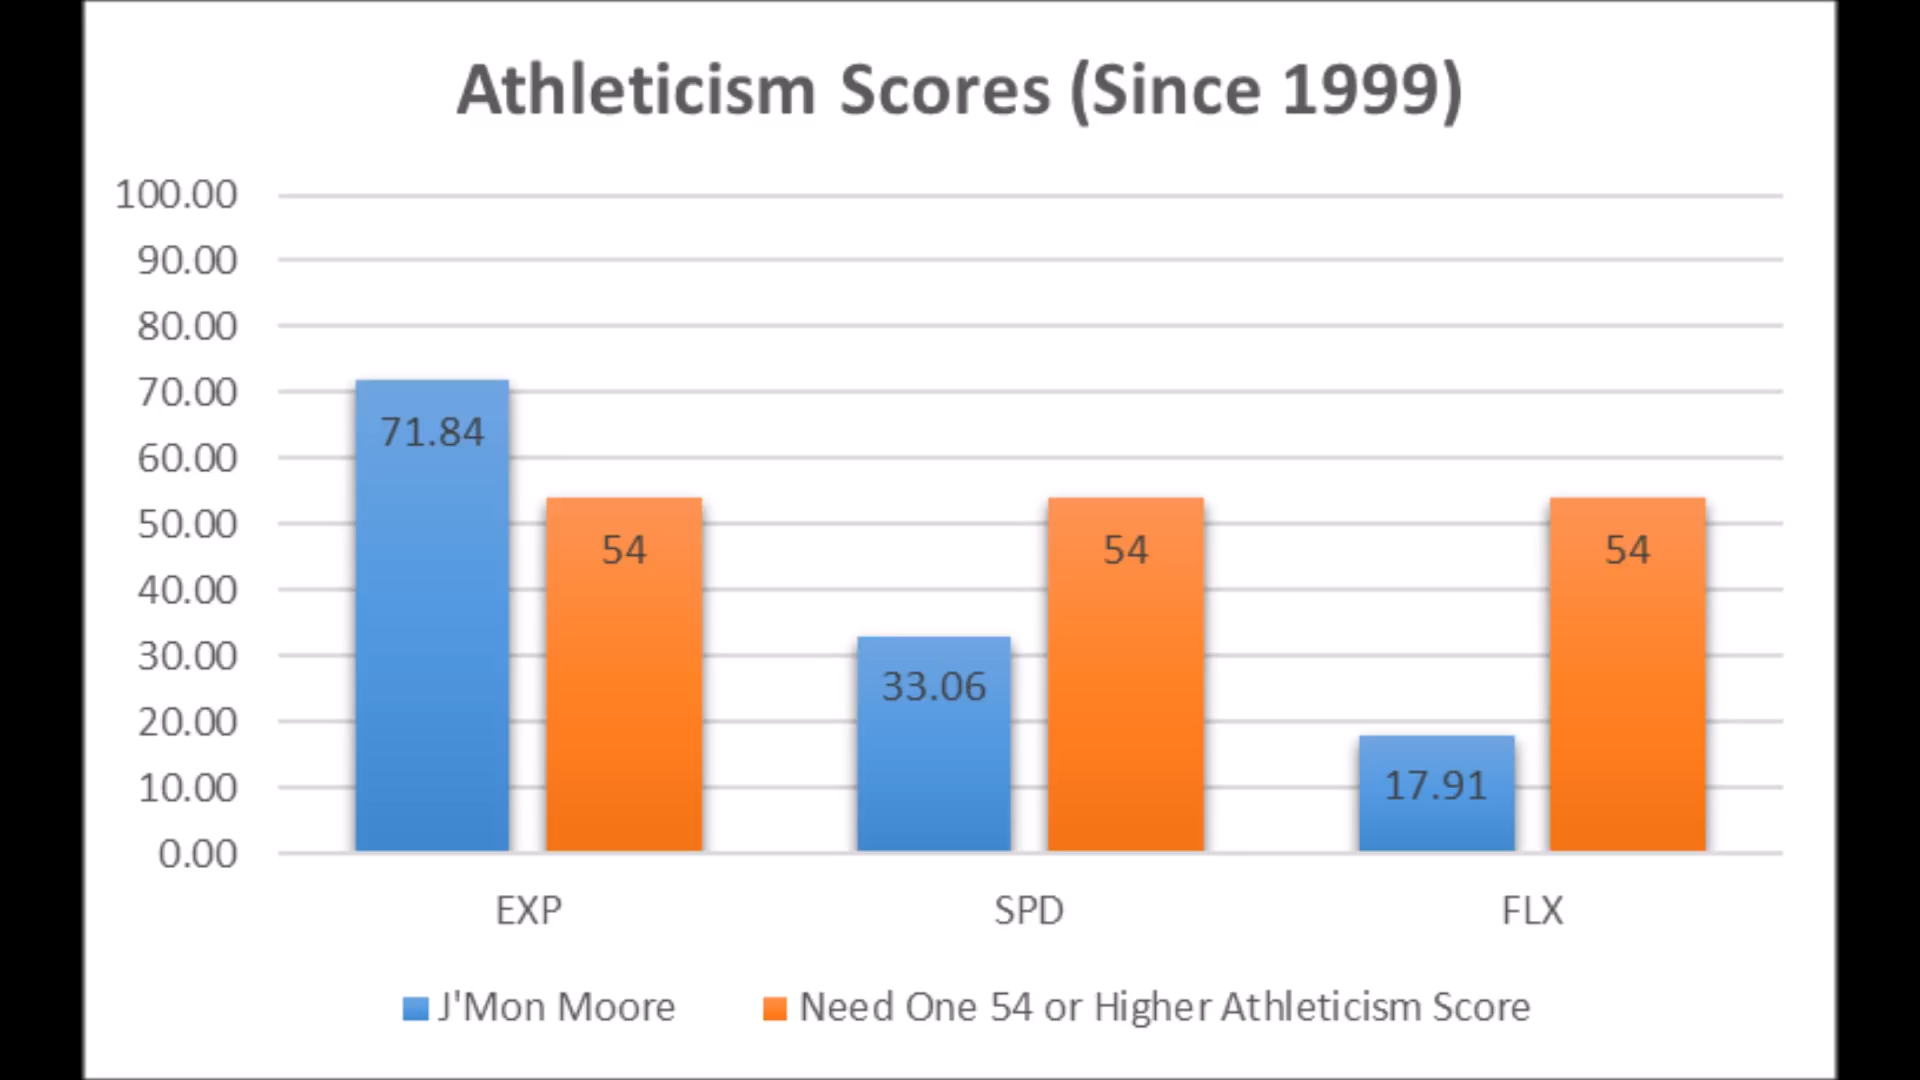 Athleticism Scores (Since 1999)
100.00
90.00
80.00
70.00
60.00
50.00
40.00
30.00
20.00
10.00
0.00
71.84
54
33.06
54
17.91
54
EXP
SPD
FLX
J'Mon Moore
Need One 54 or Higher Athleticism Score